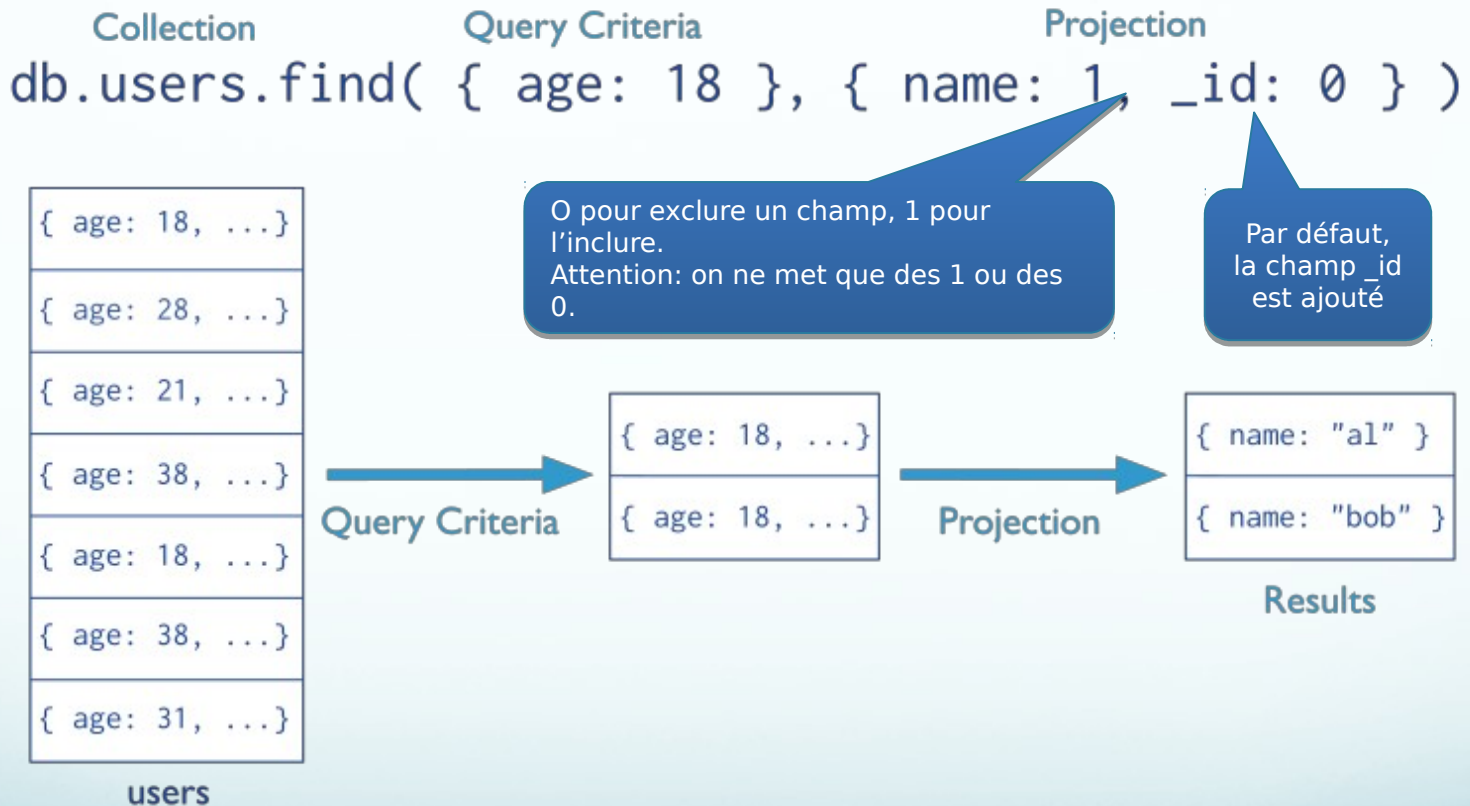 Collection Query Criteria Projection
db.users.find( { age: 18 }, { name: 1, _id: 0 } )
O pour exclure un champ, 1 pour
l’inclure.
Attention: on ne met que des 1 ou des
0.
Par défaut,
la champ _id
est ajouté
{ age: 18, ...}
{ age: 28, ...}
{ age: 21, ...}
{ age: 38, ...}
{ age: 18, ...}
{ age: 38, ...}
{ age: 31, ...}
users
Query Criteria
{ age: 18, ...}
{ age: 18, ...}
Projection
{ name: "al" }
{ name: "bob" }
Results